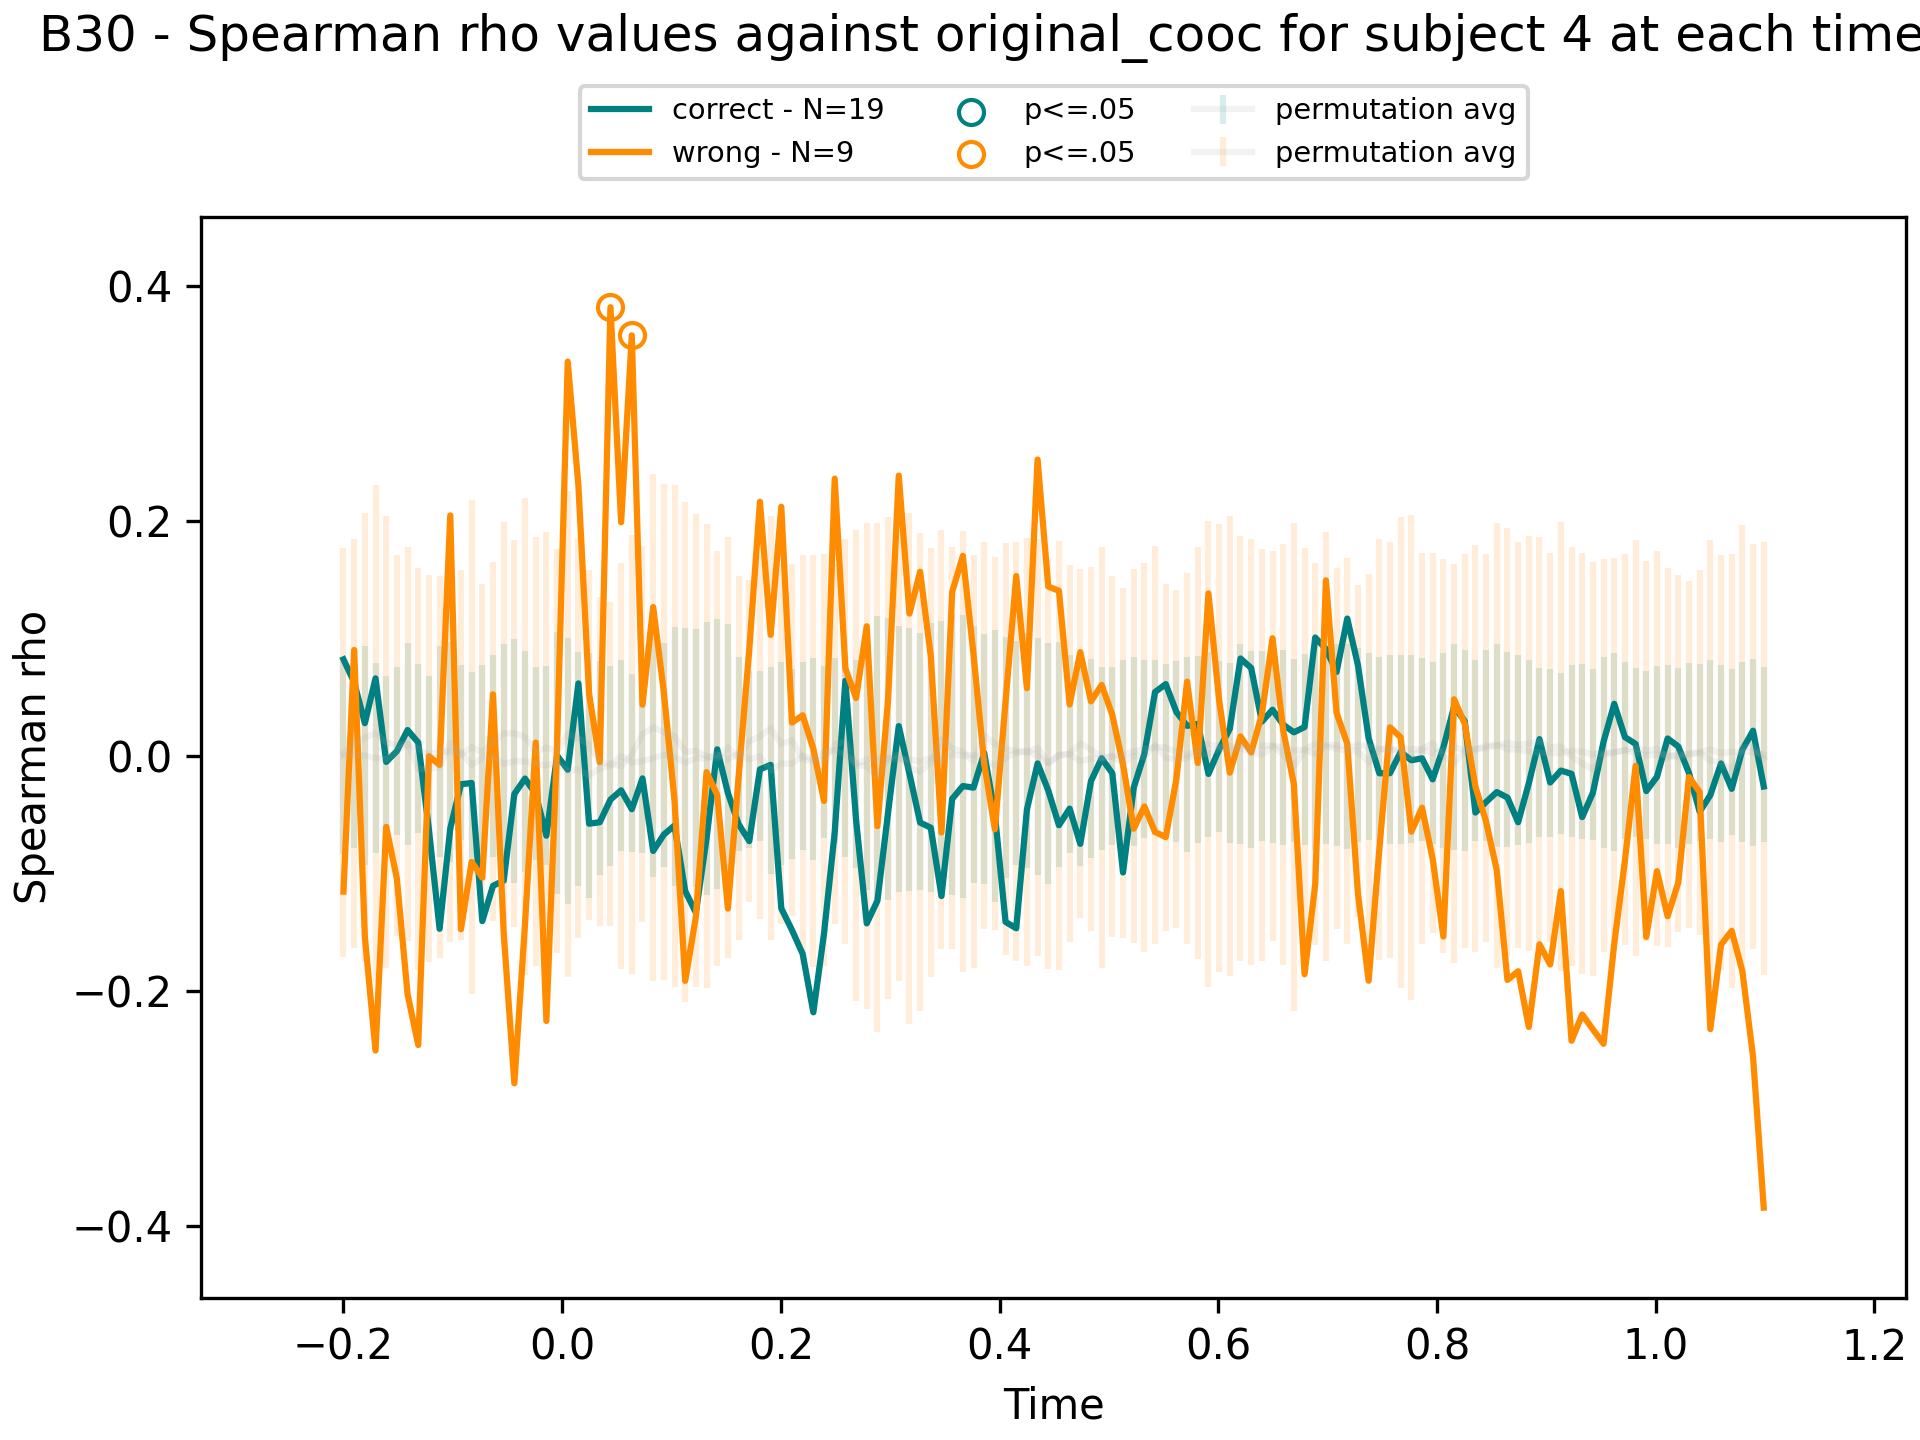 B30 - Spearman rho values against original_cooc for subject 4 at each time
correct - N=19
wrong - N=9
p<=.05
p<=.05
permutation avg
permutation avg
0.4
0.2
0.0
−0.2
−0.4
Spearman rho
−0.2 0.0 0.2 0.4 0.6 0.8 1.0 1.2
Time